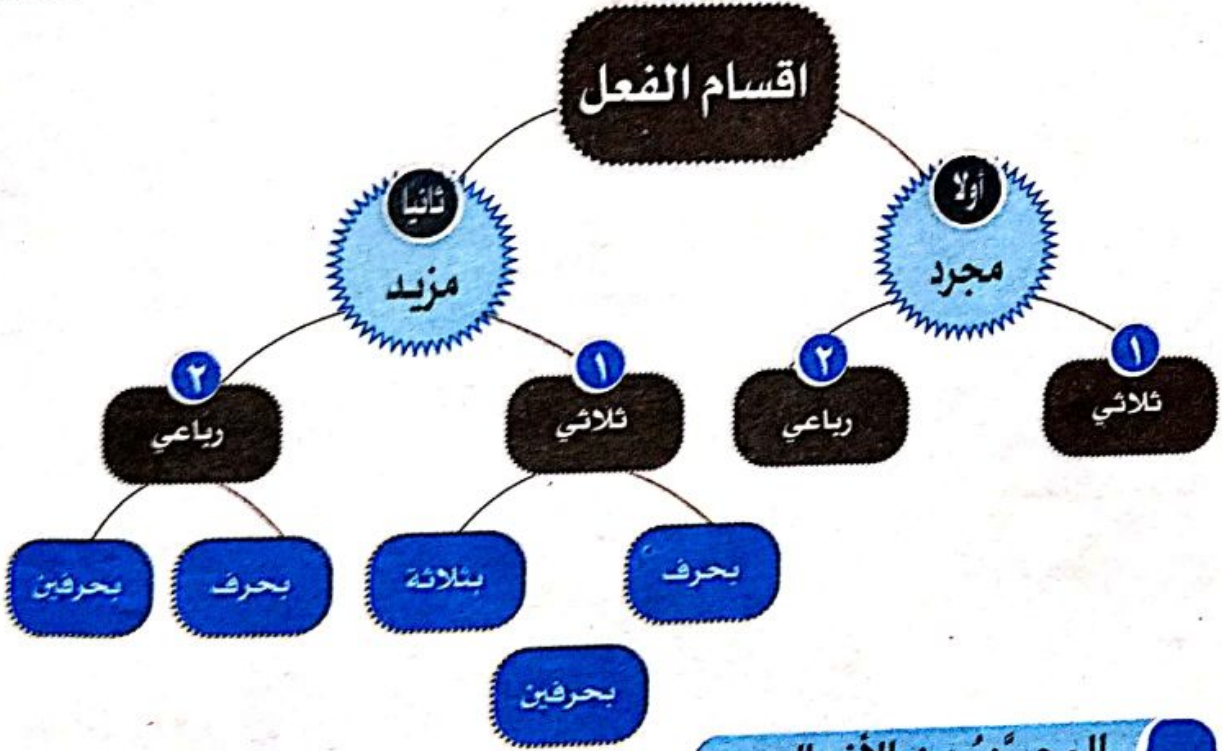 اقسام الفعل
أولا
مجرد
١
ثلاثي
٢
رباعي
ثانيا
مزيد
١
ثلاثي
بحرف
بحرفين
بثلاثة
٢
رباعي
بحرف
بحرفين